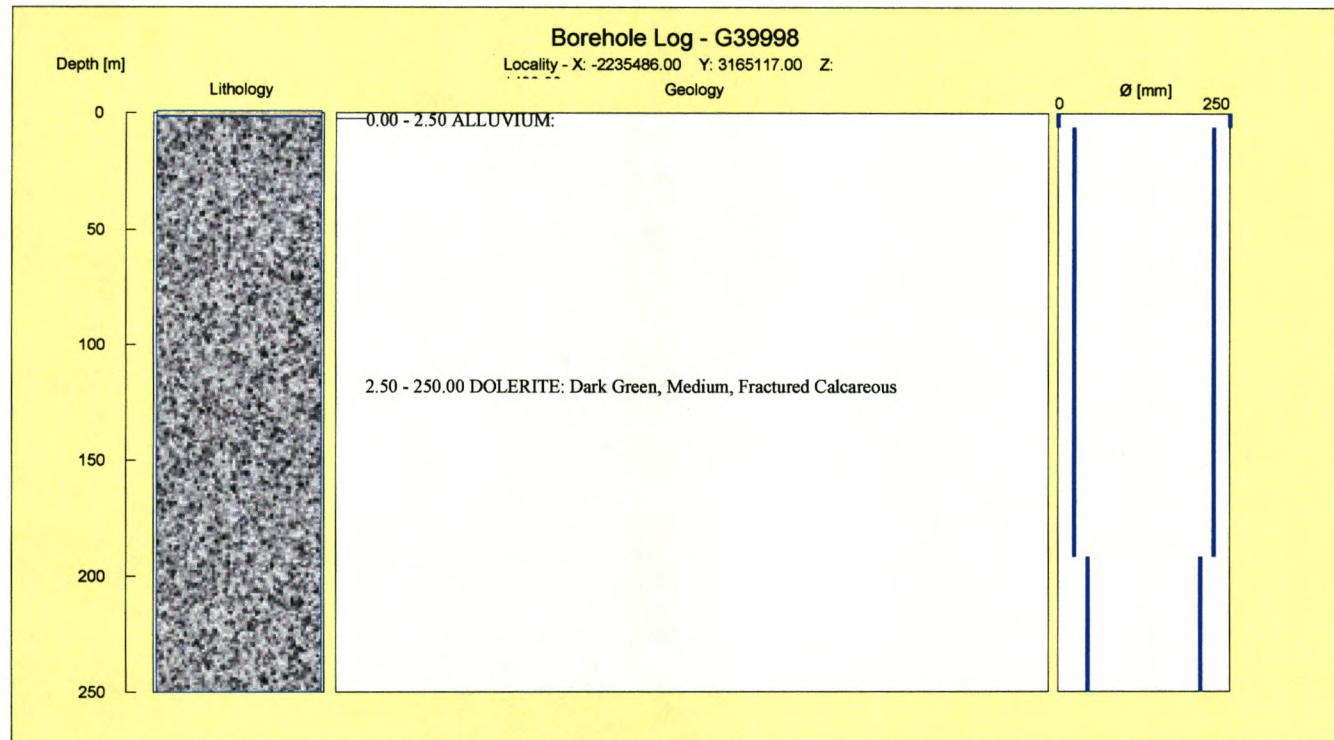 Borehole Log - G39998
Depth [m]
Locality - X: -2235486.00 Y: 3165117.00 Z:
Lithology
Geology
Ø [mm]
0
250
0
50
100
150
200
250
0.00 - 2.50 ALLUVIUM:
2.50 - 250.00 DOLERITE: Dark Green, Medium, Fractured Calcareous